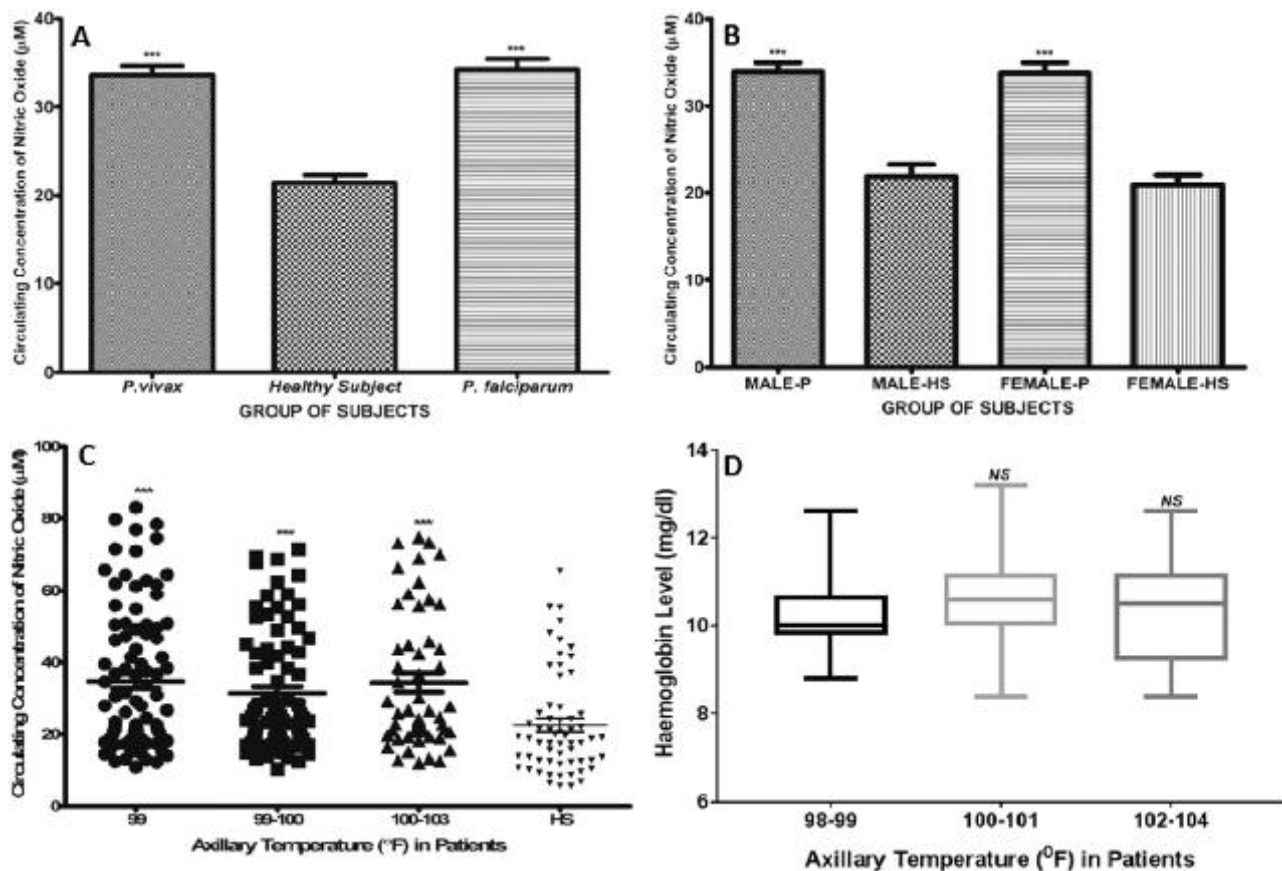 A
Circulating Concentration of Nitric Oxide (µM)
40
30
20
10
0
***
***
P.vivax Healthy Subject P. falciparum
GROUP OF SUBJECTS
B
Circulating Concentration of Nitric Oxide (µM)
40
30
20
10
0
***
***
MALE-P MALE-HS FEMALE-P FEMALE-HS
GROUP OF SUBJECTS
C
Circulating Concentration of Nitric Oxide (µM)
100
80
60
40
20
0
***
***
***
99 99-100 100-103 HS
Axillary Temperature (°F) in Patients
D
Haemoglobin Level (mg/dl)
14
12
10
8
6
NS
NS
98-99 100-101 102-104
Axillary Temperature (⁰F) in Patients